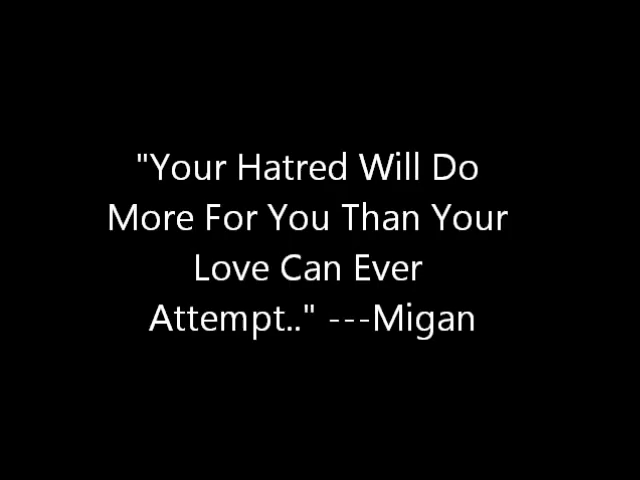 "Your Hatred Will Do
More For You Than Your
Love Can Ever
Attempt.." ---Migan